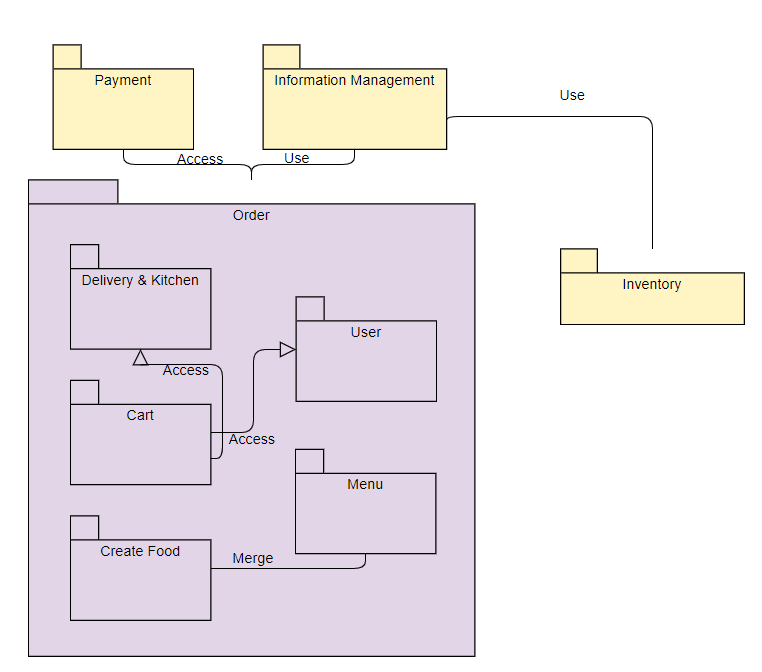 Payment
Information Management
Use
Access
Use
Order
Delivery & Kitchen
User
Access
Cart
Access
Menu
Create Food
Merge
Inventory